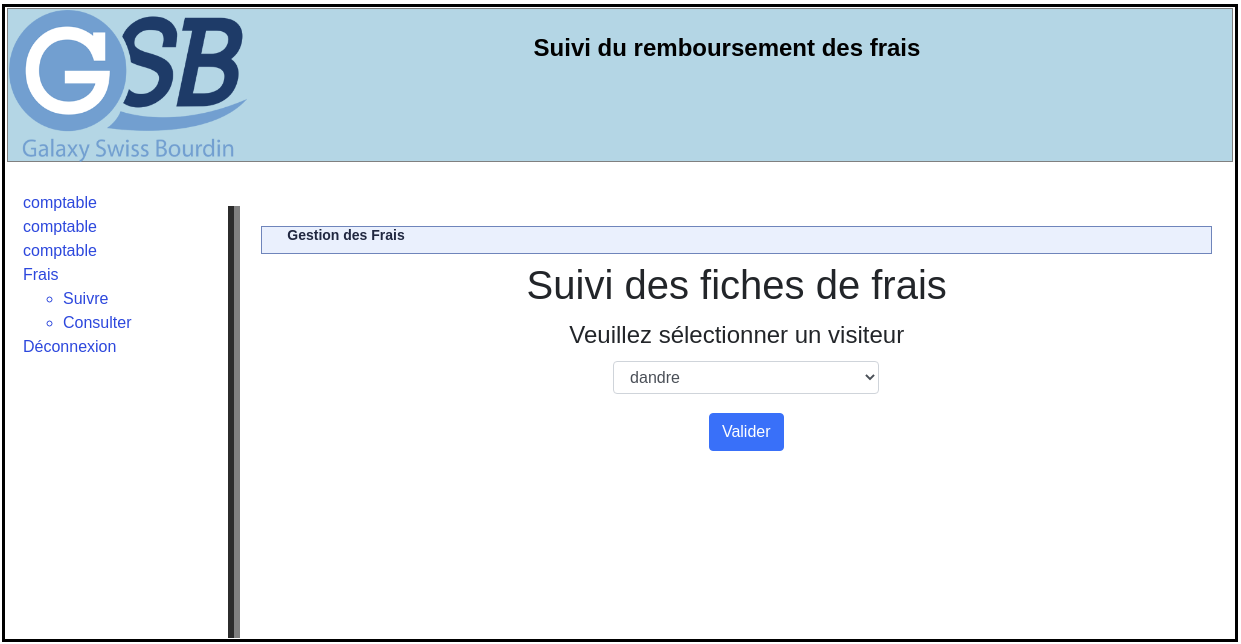 GSB
Galaxy Swiss Bourdin
Suivi du remboursement des frais
comptable
comptable
comptable
Frais
Suivre
Consulter
Déconnexion
Gestion des Frais
Suivi des fiches de frais
Veuillez sélectionner un visiteur
dandre
Valider